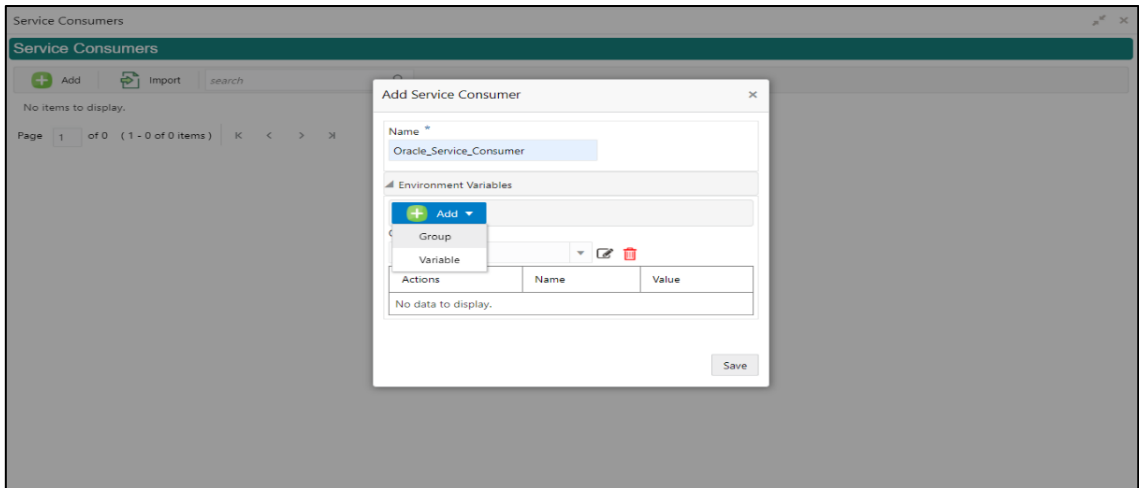 Service Consumers
Service Consumers
Add Import search
No items to display.
Page 1 of 0 ( 1 - 0 of 0 items )
Add Service Consumer
Name *
Oracle_Service_Consumer
Environment Variables
Add
Group
Variable
Actions Name Value
No data to display.
Save